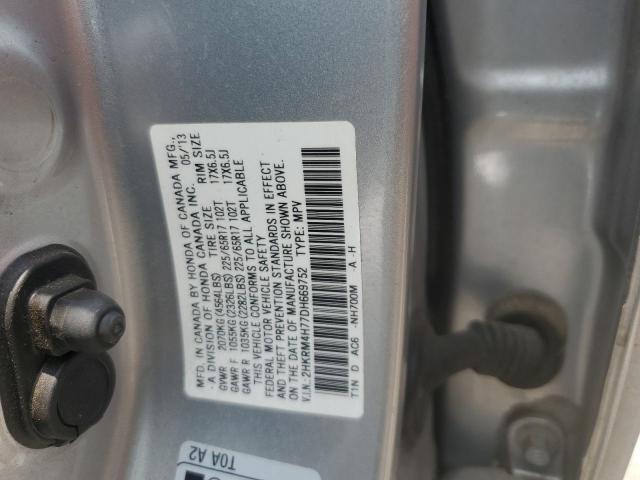 MFD. IN CANADA BY HONDA OF CANADA MFG.,
A DIVISION OF HONDA CANADA INC. 05/'13
TIRE SIZE RIM SIZE
GVWR 2070KG (4564LBS)
GAWR F 1055KG (2326LBS) 225/65R17 102T 17X6.5J
GAWR R 1035KG (2282LBS) 225/65R17 102T 17X6.5J
THIS VEHICLE CONFORMS TO ALL APPLICABLE
FEDERAL MOTOR VEHICLE SAFETY
AND THEFT PREVENTION STANDARDS IN EFFECT
ON THE DATE OF MANUFACTURE SHOWN ABOVE.
V.I.N.: 2HKRM4H77DH669752 TYPE: MPV
T1N D AC6 -NH700M -A -H
T0A A2